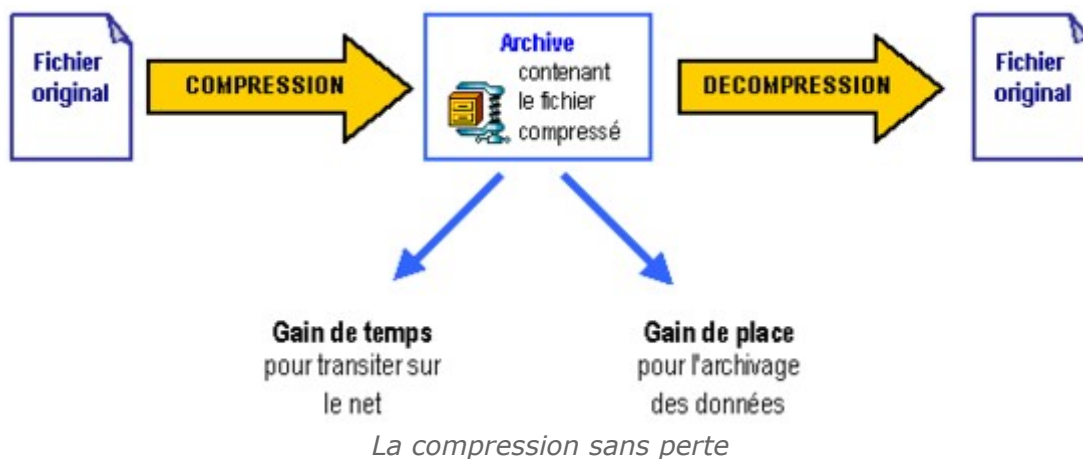 Fichier
original
COMPRESSION
Archive
contenant
le fichier
compressé
DECOMPRESSION
Fichier
original
Gain de temps
pour transiter sur
le net
Gain de place
pour l'archivage
des données
La compression sans perte